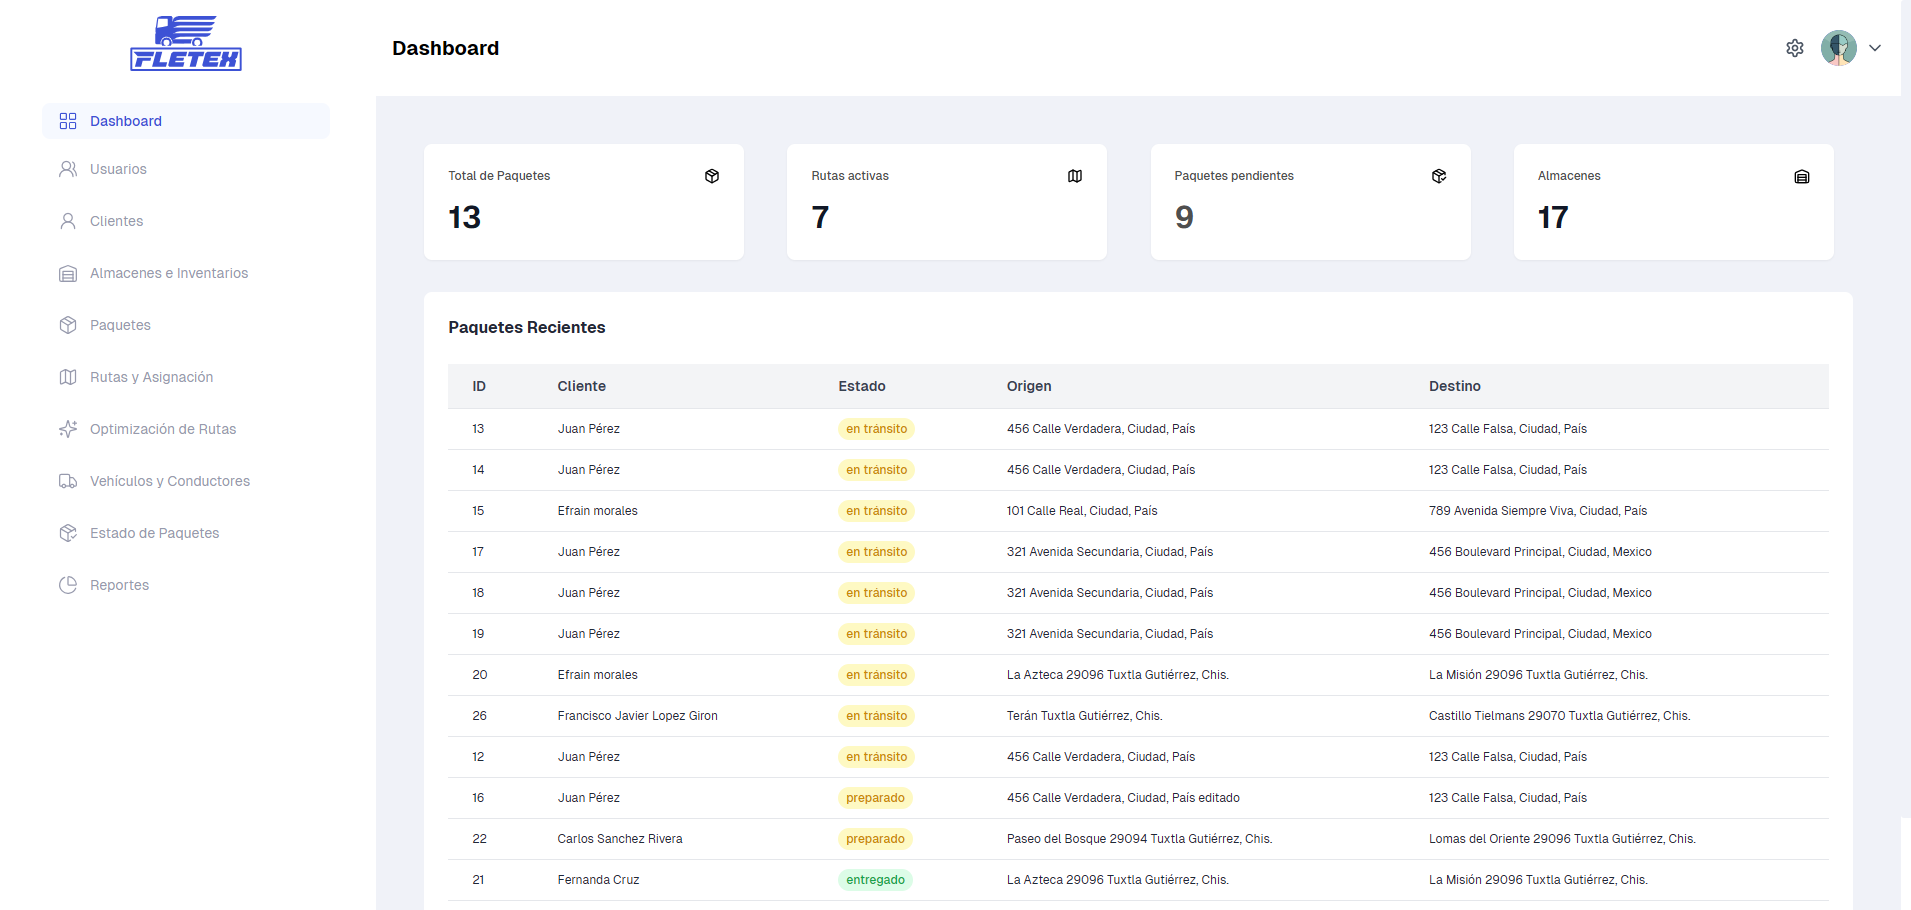 FLETEX
Dashboard
Dashboard
Usuarios
Clientes
Almacenes e Inventarios
Paquetes
Rutas y Asignación
Optimización de Rutas
Vehículos y Conductores
Estado de Paquetes
Reportes
Total de Paquetes
13
Rutas activas
7
Paquetes pendientes
9
Almacenes
17
Paquetes Recientes
ID Cliente Estado Origen Destino
13 Juan Pérez en tránsito 456 Calle Verdadera, Ciudad, País 123 Calle Falsa, Ciudad, País
14 Juan Pérez en tránsito 456 Calle Verdadera, Ciudad, País 123 Calle Falsa, Ciudad, País
15 Efrain morales en tránsito 101 Calle Real, Ciudad, País 789 Avenida Siempre Viva, Ciudad, País
17 Juan Pérez en tránsito 321 Avenida Secundaria, Ciudad, País 456 Boulevard Principal, Ciudad, Mexico
18 Juan Pérez en tránsito 321 Avenida Secundaria, Ciudad, País 456 Boulevard Principal, Ciudad, Mexico
19 Juan Pérez en tránsito 321 Avenida Secundaria, Ciudad, País 456 Boulevard Principal, Ciudad, Mexico
20 Efrain morales en tránsito La Azteca 29096 Tuxtla Gutiérrez, Chis. La Misión 29096 Tuxtla Gutiérrez, Chis.
26 Francisco Javier Lopez Giron en tránsito Terán Tuxtla Gutiérrez, Chis. Castillo Tielmans 29070 Tuxtla Gutiérrez, Chis.
12 Juan Pérez en tránsito 456 Calle Verdadera, Ciudad, País 123 Calle Falsa, Ciudad, País
16 Juan Pérez preparado 456 Calle Verdadera, Ciudad, País editado 123 Calle Falsa, Ciudad, País
22 Carlos Sanchez Rivera preparado Paseo del Bosque 29094 Tuxtla Gutiérrez, Chis. Lomas del Oriente 29096 Tuxtla Gutiérrez, Chis.
21 Fernanda Cruz entregado La Azteca 29096 Tuxtla Gutiérrez, Chis. La Misión 29096 Tuxtla Gutiérrez, Chis.